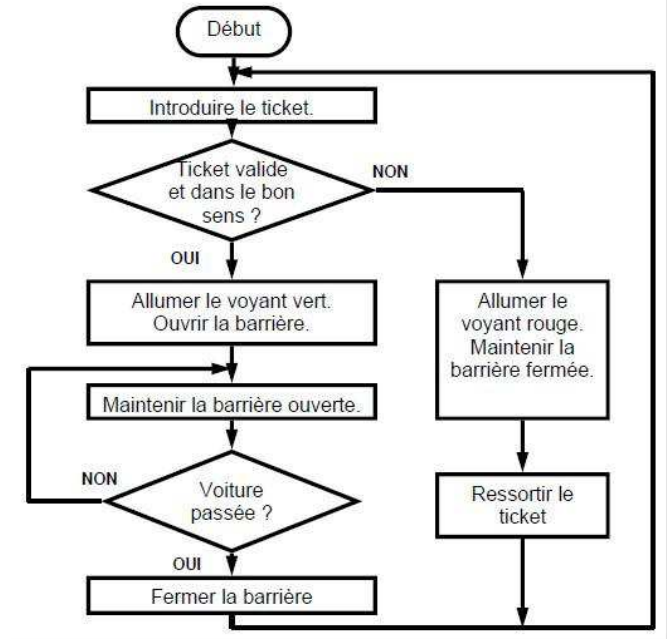 Début
Introduire le ticket.
Ticket valide
et dans le bon
sens ?
NON
OUI
Allumer le voyant vert.
Ouvrir la barrière.
Allumer le
voyant rouge.
Maintenir la
barrière fermée.
Maintenir la barrière ouverte.
NON
Voiture
passée ?
Ressortir le
ticket
OUI
Fermer la barrière